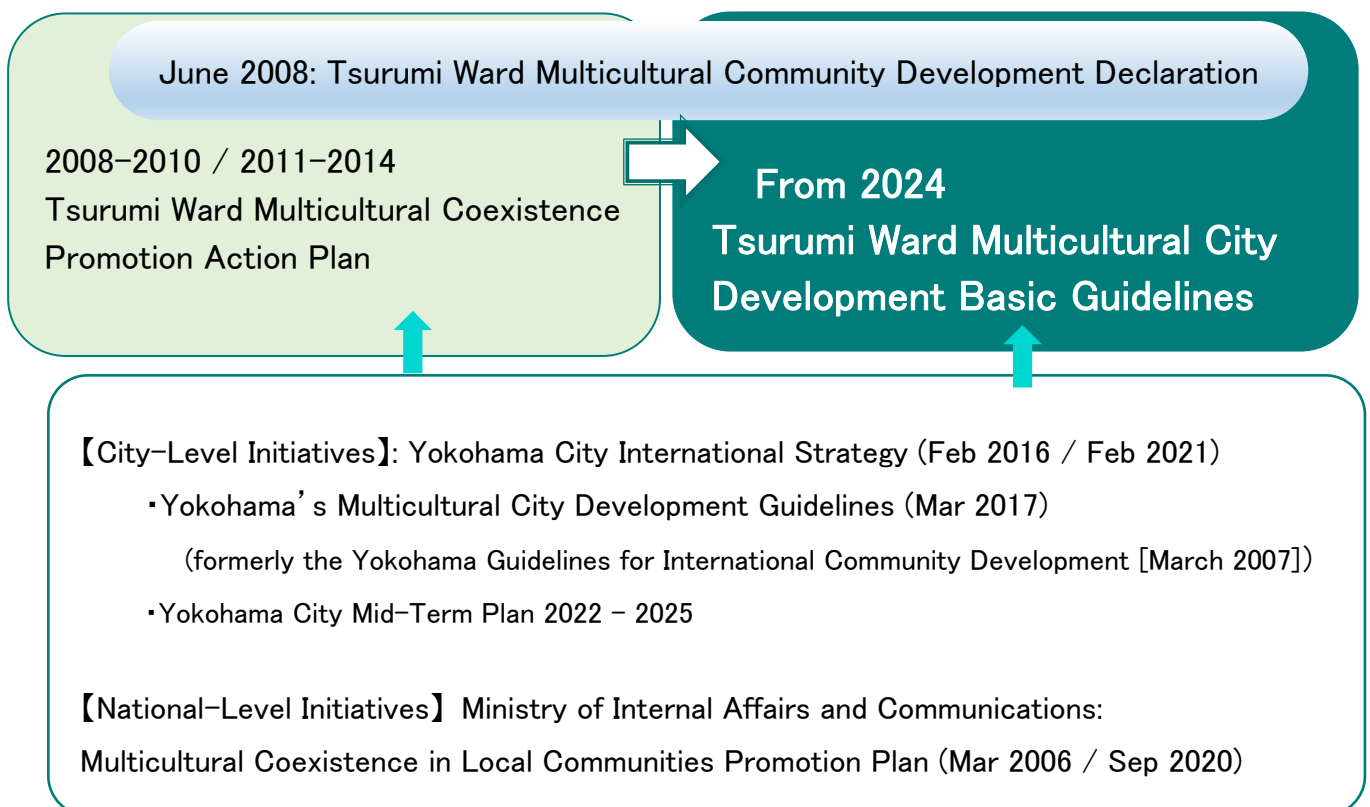 June 2008: Tsurumi Ward Multicultural Community Development Declaration
2008-2010 / 2011-2014
Tsurumi Ward Multicultural Coexistence
Promotion Action Plan
From 2024
Tsurumi Ward Multicultural City
Development Basic Guidelines
【City-Level Initiatives】: Yokohama City International Strategy (Feb 2016 / Feb 2021)
・Yokohama’s Multicultural City Development Guidelines (Mar 2017)
(formerly the Yokohama Guidelines for International Community Development [March 2007])
・Yokohama City Mid-Term Plan 2022 - 2025
【National-Level Initiatives】 Ministry of Internal Affairs and Communications:
Multicultural Coexistence in Local Communities Promotion Plan (Mar 2006 / Sep 2020)